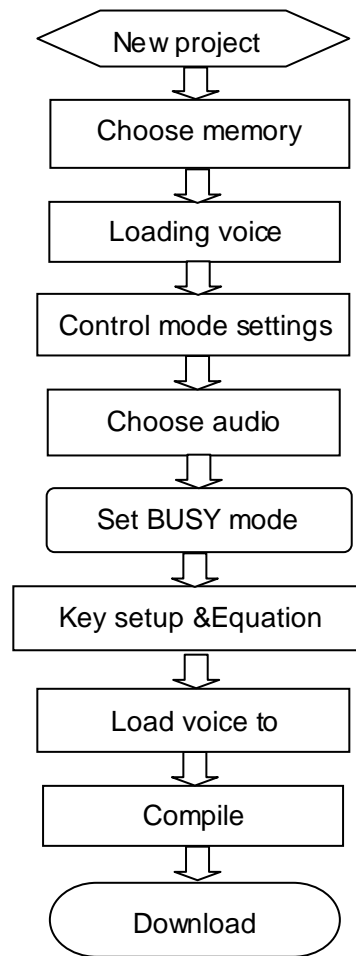 New project
Choose memory
Loading voice
Control mode settings
Choose audio
Set BUSY mode
Key setup &Equation
Load voice to
Compile
Download